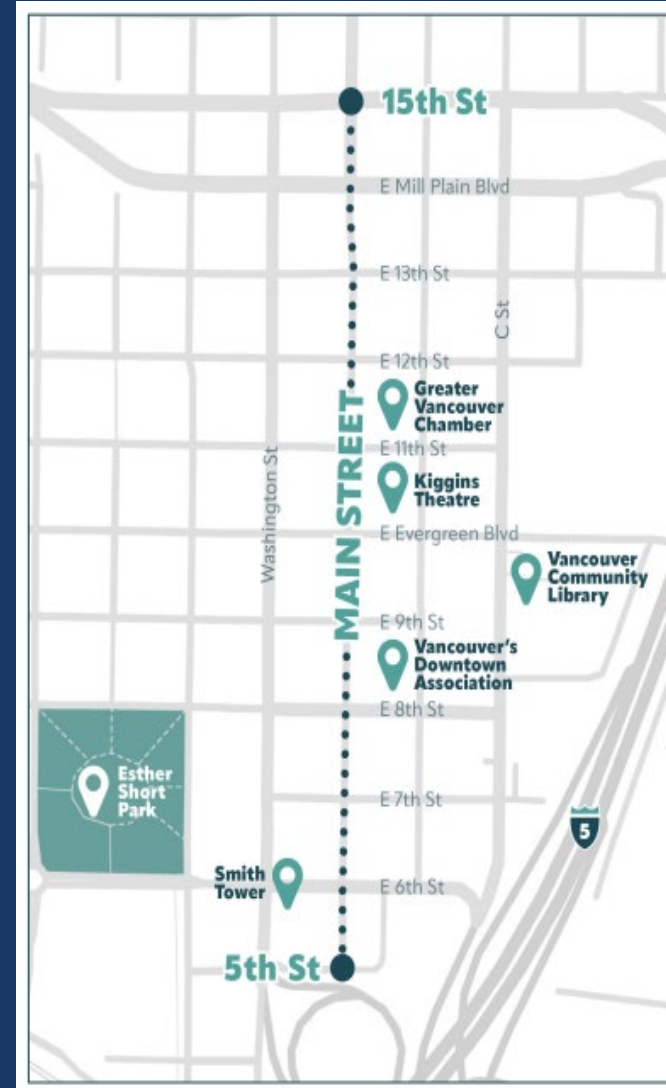 15th St
E Mill Plain Blvd
E 13th St
C St
E 12th St
Greater
Vancouver
Chamber
MAIN STREET
E 11th St
Washington St
Kiggins
Theatre
E Evergreen Blvd
Vancouver
Community
Library
E 9th St
Vancouver's
Downtown
Association
E 8th St
Esther
Short
Park
E 7th St
5
Smith
Tower
E 6th St
5th St